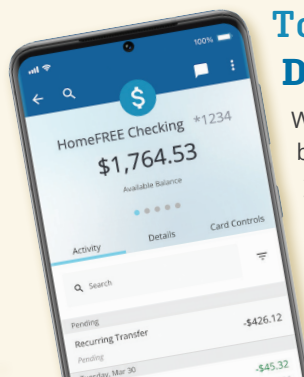 To
D
W
b
100%
$
HomeFREE Checking *1234
$1,764.53
Available Balance
Activity Details Card Controls
Search
Pending
Recurring Transfer -$426.12
Pending
Tuesday, Mar 30
-$45.32